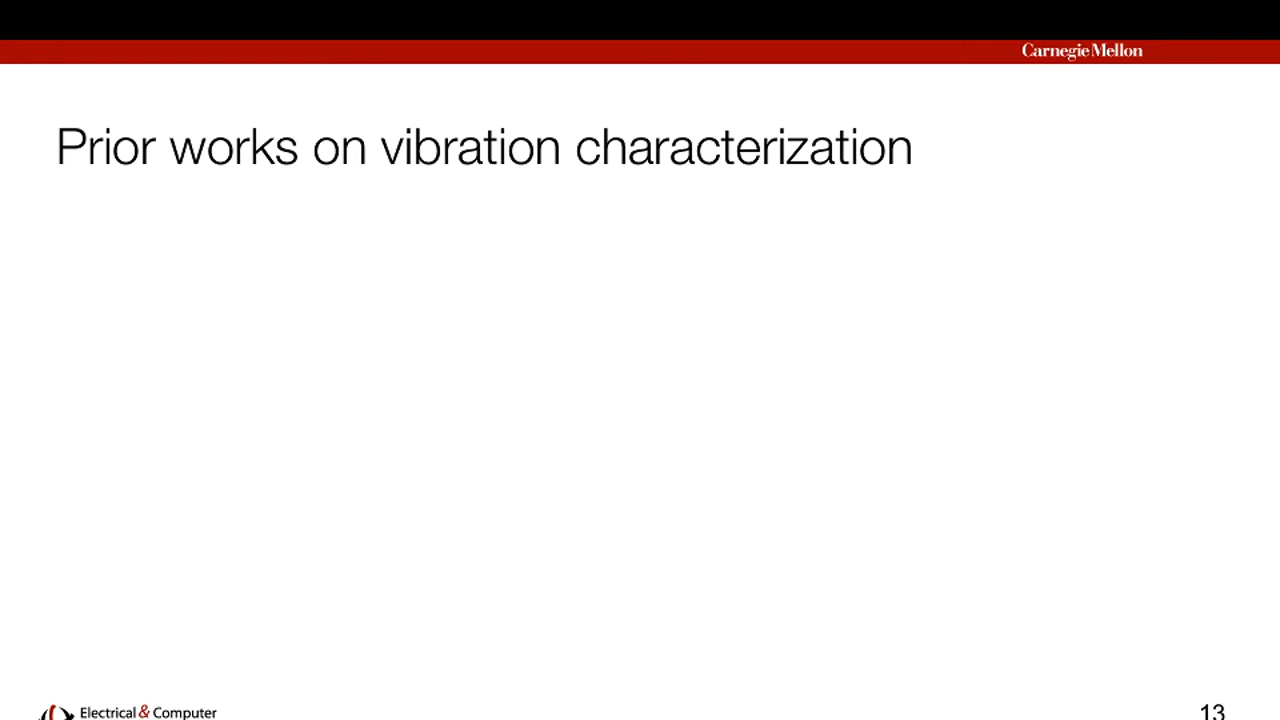 Carnegie Mellon
Prior works on vibration characterization
Electrical & Computer
13